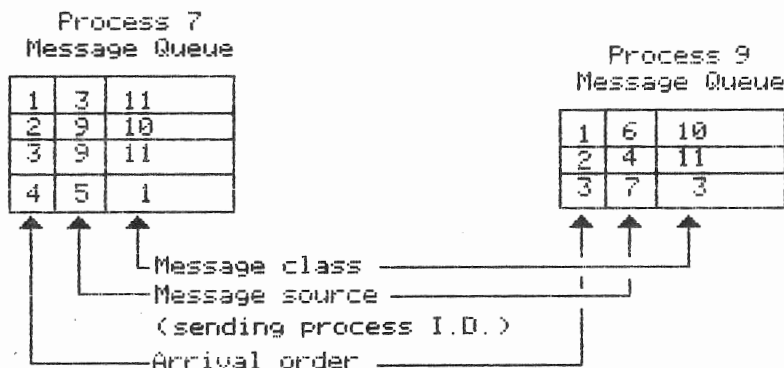 Process 7
Message Queue
1 3 11
2 9 10
3 9 11
4 5 1
Process 9
Message Queue
1 6 10
2 4 11
3 7 3
Message class
Message source
(sending process I.D.)
Arrival order